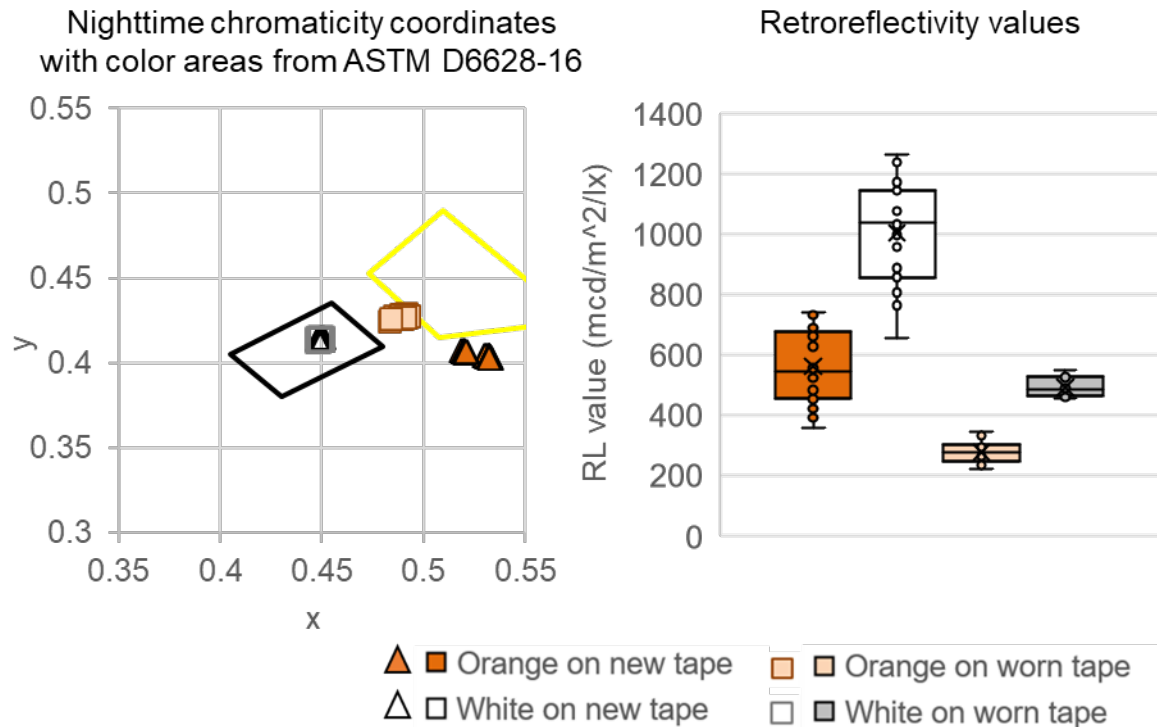 Nighttime chromaticity coordinates
with color areas from ASTM D6628-16
0.55
0.5
0.45
0.4
0.35
0.3
y
0.35
0.4
0.45
0.5
0.55
x
Retroreflectivity values
1400
1200
1000
800
600
400
200
0
RL value (mcd/m^2/lx)
Orange on new tape
Orange on worn tape
White on new tape
White on worn tape